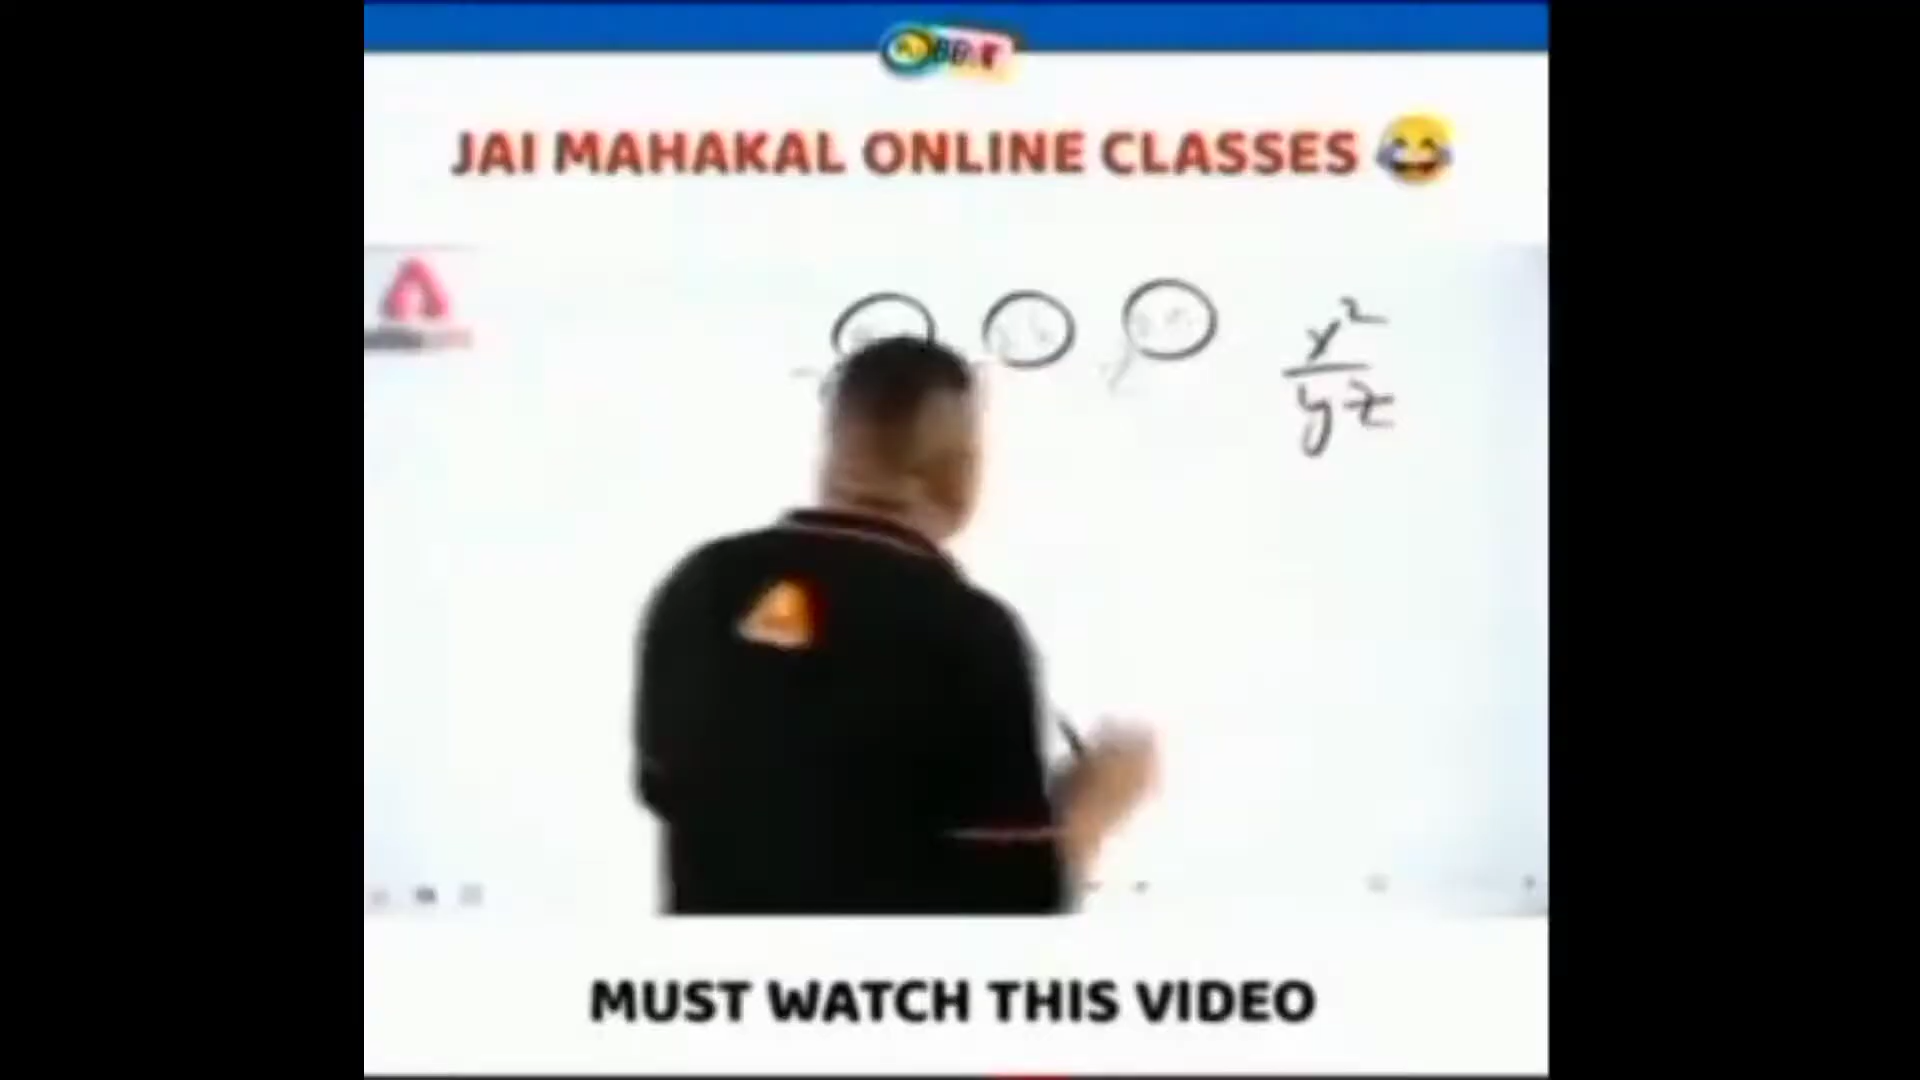 JAI MAHAKAL ONLINE CLASSES 😂
x²
yz
MUST WATCH THIS VIDEO